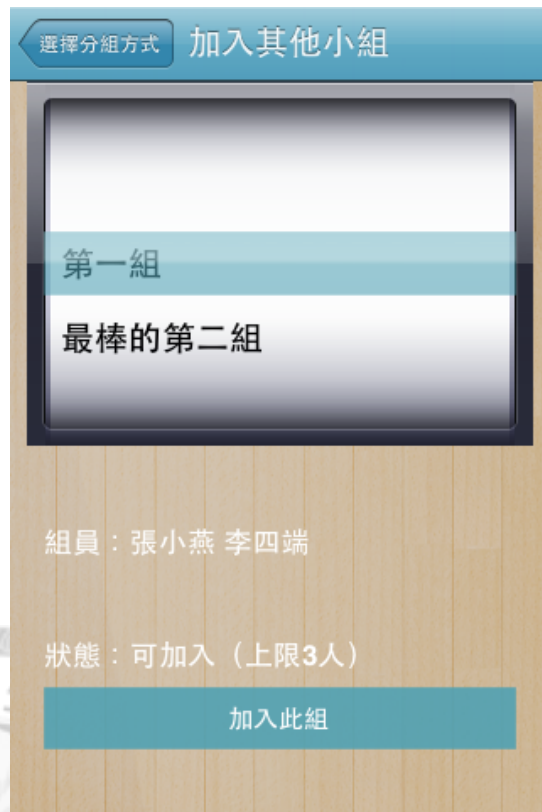 選擇分組方式 加入其他小組
第一組
最棒的第二組
組員：張小燕 李四端
狀態：可加入（上限3人）
加入此組